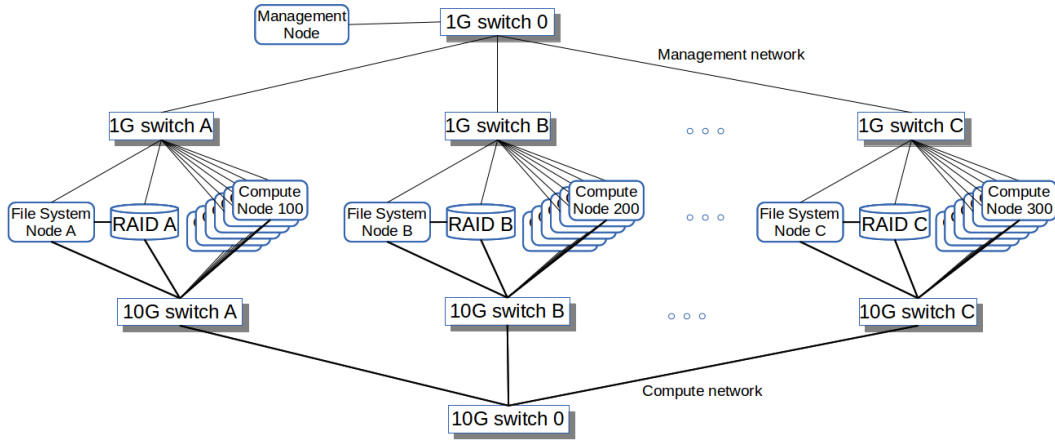 Management
Node
1G switch 0
Management network
1G switch A
1G switch B
1G switch C
File System
Node A
RAID A
Compute
Node 100
File System
Node B
RAID B
Compute
Node 200
File System
Node C
RAID C
Compute
Node 300
10G switch A
10G switch B
10G switch C
Compute network
10G switch 0